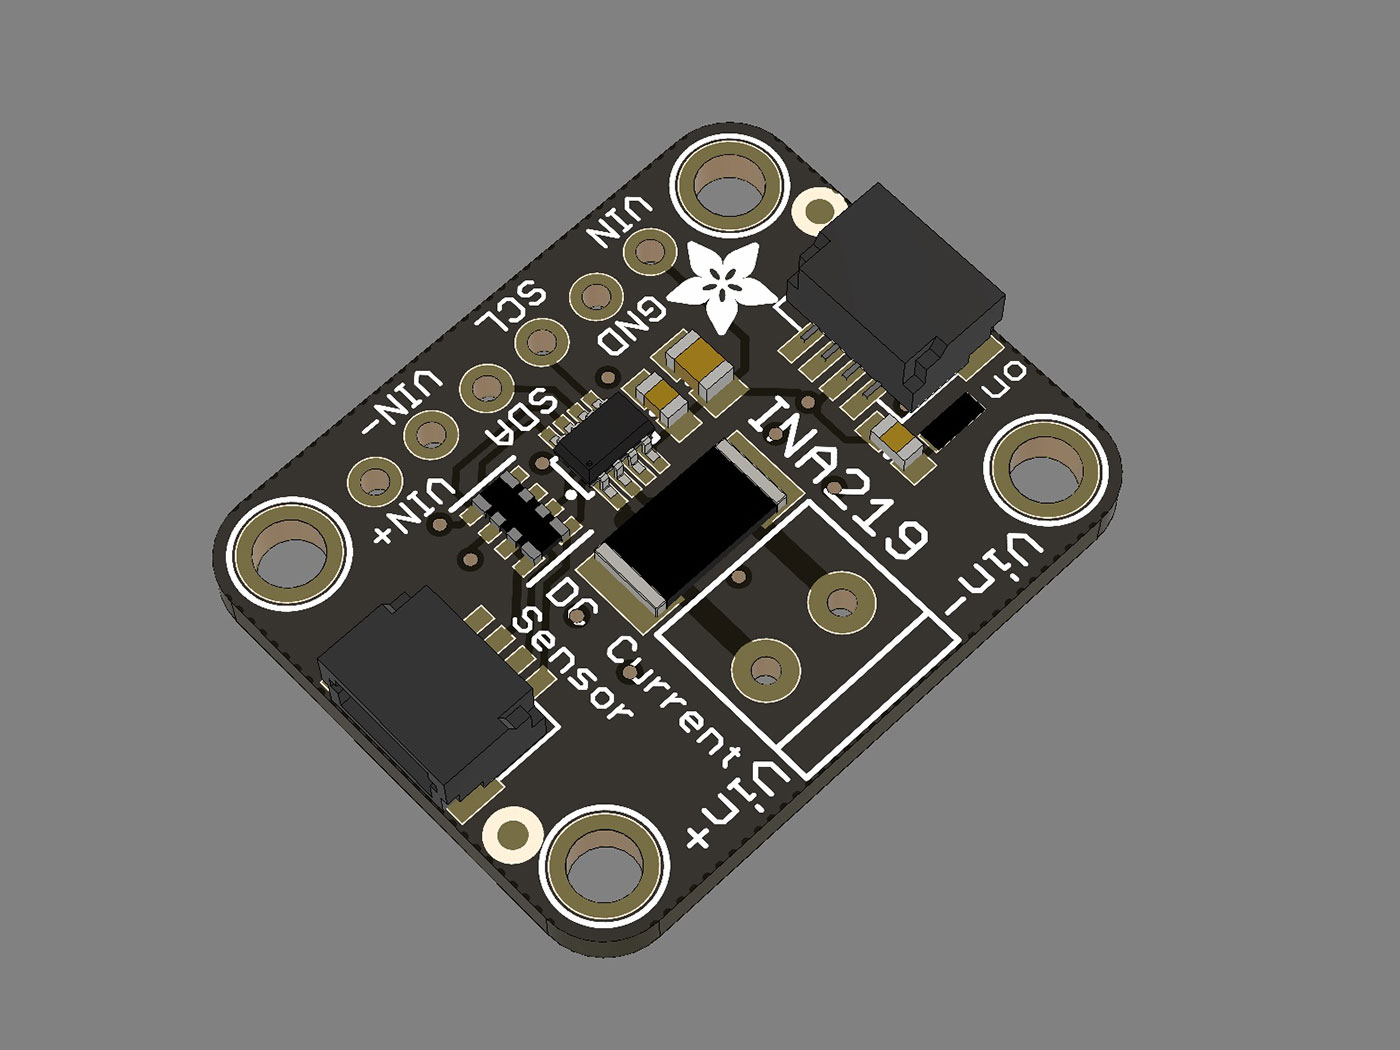 VIN
GND
SCL
SDA
VIN-
VIN+
on
INA219
DC Current
Sensor
Vin-
Vin+